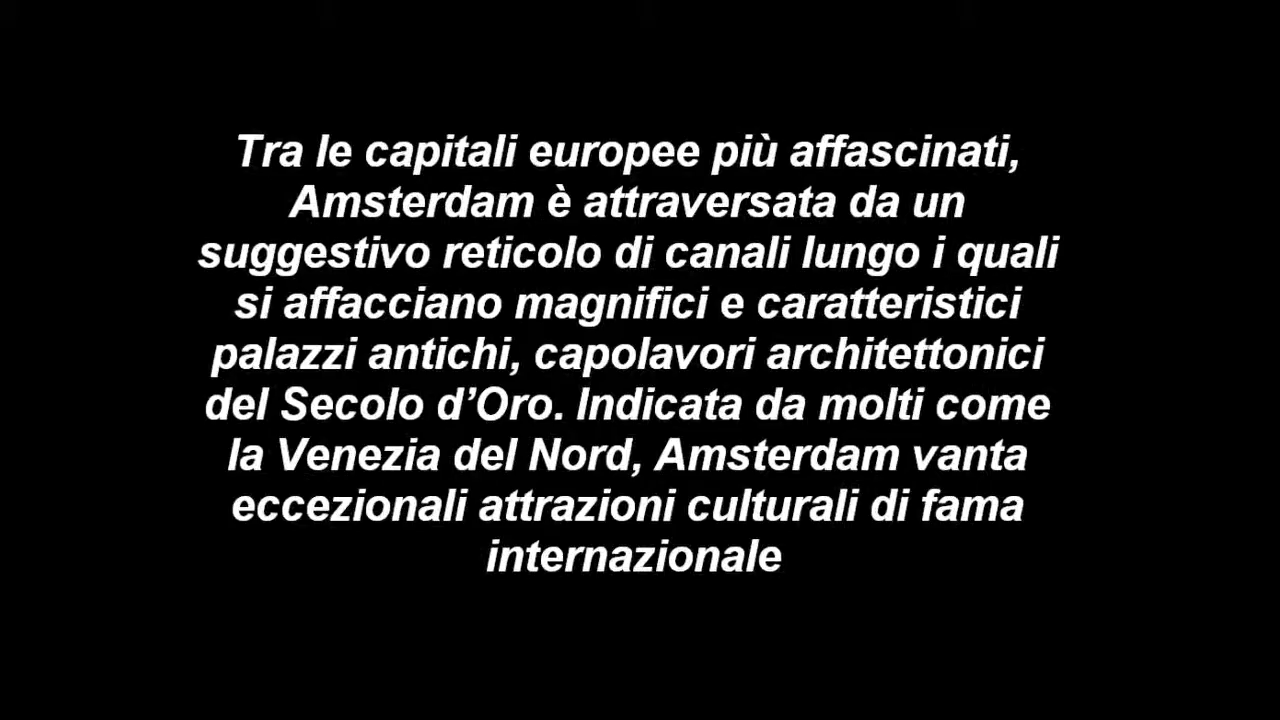 Tra le capitali europee più affascinati,
Amsterdam è attraversata da un
suggestivo reticolo di canali lungo i quali
si affacciano magnifici e caratteristici
palazzi antichi, capolavori architettonici
del Secolo d’Oro. Indicata da molti come
la Venezia del Nord, Amsterdam vanta
eccezionali attrazioni culturali di fama
internazionale